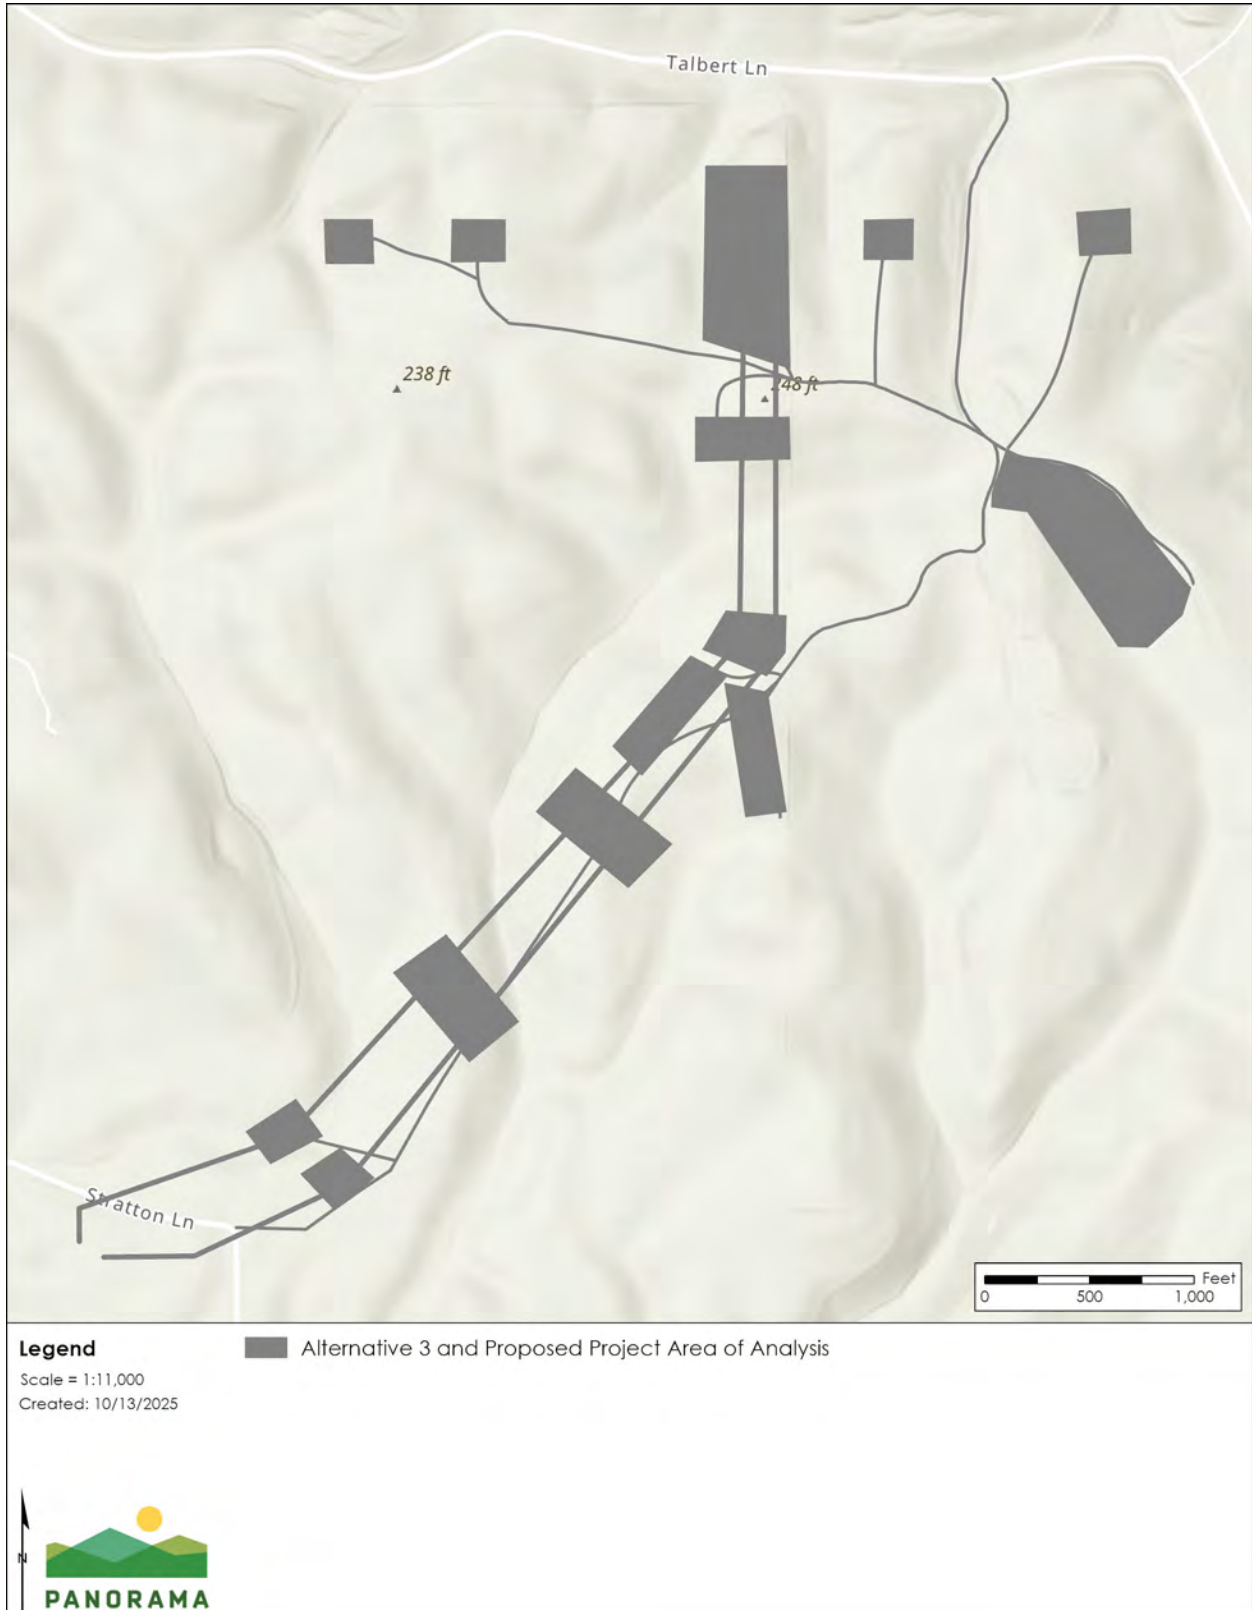 Talbert Ln
238 ft
248 ft
Stratton Ln
Feet
0 500 1,000
Legend
Alternative 3 and Proposed Project Area of Analysis
Scale = 1:11,000
Created: 10/13/2025
N
PANORAMA